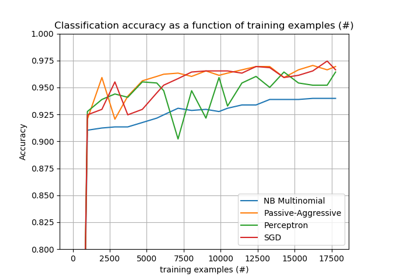 Classification accuracy as a function of training examples (#)
1.000
0.975
0.950
0.925
0.900
0.875
0.850
0.825
0.800
Accuracy
NB Multinomial
Passive-Aggressive
Perceptron
SGD
0 2500 5000 7500 10000 12500 15000 17500
training examples (#)